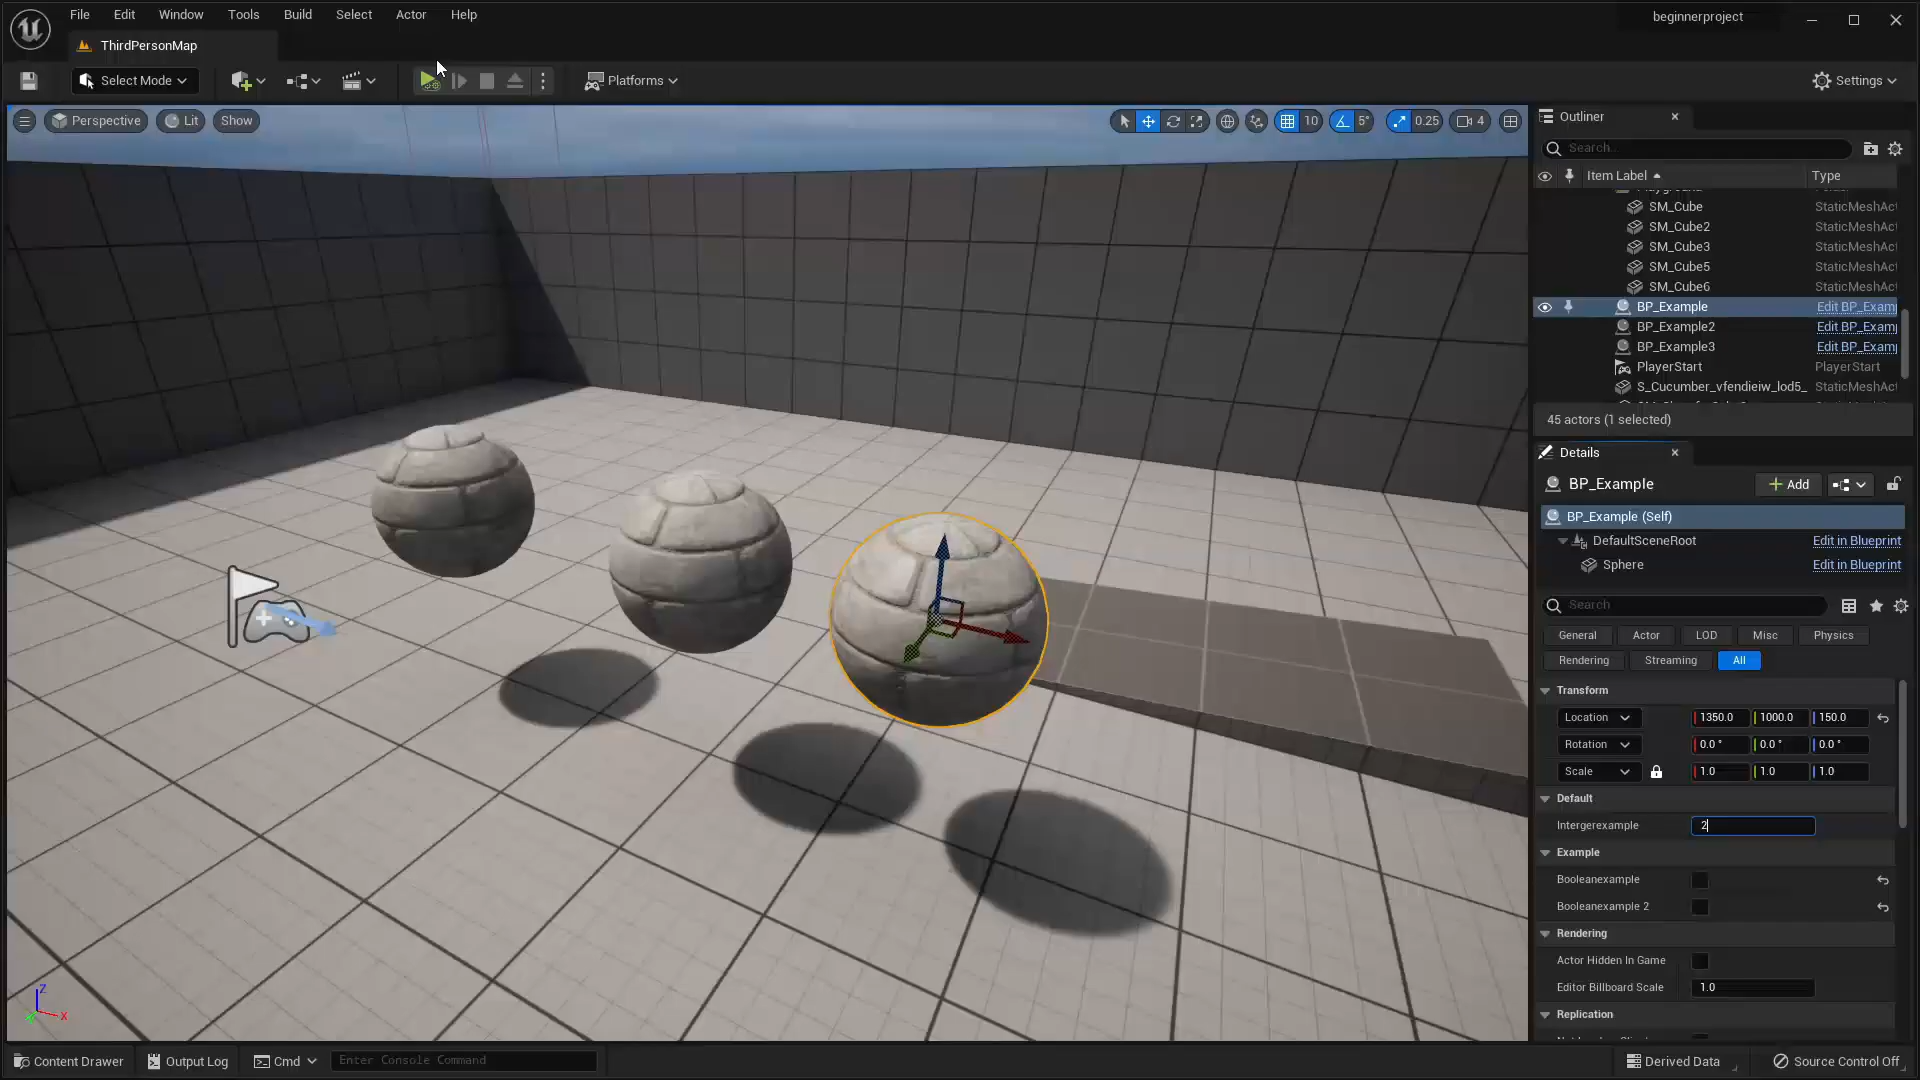 File Edit Window Tools Build Select Actor Help
beginnerproject
ThirdPersonMap
Select Mode
Platforms
Settings
Perspective Lit Show
10 5° 0.25 4
Outliner
Search...
Item Label Type
SM_Cube StaticMeshAct
SM_Cube2 StaticMeshAct
SM_Cube3 StaticMeshAct
SM_Cube5 StaticMeshAct
SM_Cube6 StaticMeshAct
BP_Example Edit BP_Exam
BP_Example2 Edit BP_Exam
BP_Example3 Edit BP_Exam
PlayerStart PlayerStart
S_Cucumber_vfendieiw_lod5_ StaticMeshAct
45 actors (1 selected)
Details
BP_Example
Add
BP_Example (Self)
DefaultSceneRoot Edit in Blueprint
Sphere Edit in Blueprint
Search
General Actor LOD Misc Physics
Rendering Streaming All
Transform
Location 1350.0 1000.0 150.0
Rotation 0.0 ° 0.0 ° 0.0 °
Scale 1.0 1.0 1.0
Default
Intergerexample 2
Example
Booleanexample
Booleanexample 2
Rendering
Actor Hidden In Game
Editor Billboard Scale 1.0
Replication
Z
X
Content Drawer Output Log Cmd Enter Console Command
Derived Data Source Control Off